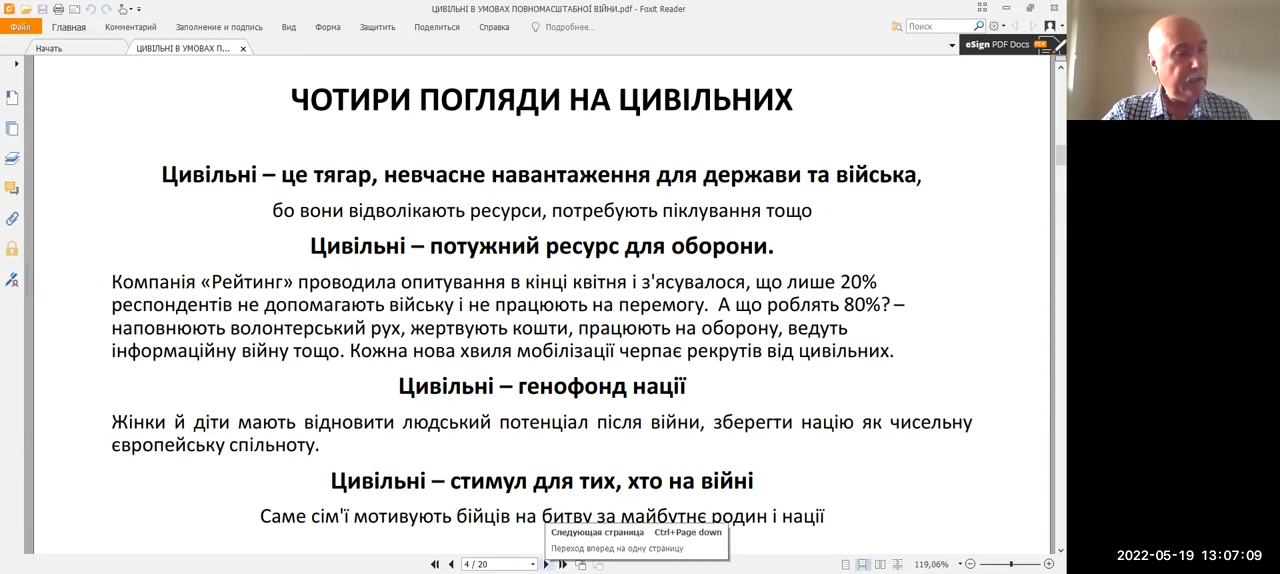 ЦИВІЛЬНІ В УМОВАХ ПОВНОМАСШТАБНОЇ ВІЙНИ.pdf - Foxit Reader
Файл Главная Комментарий Заполнение и подпись Вид Форма Защитить Поделиться Справка Подробнее.. Поиск
Начать ЦИВІЛЬНІ В УМОВАХ П... eSign PDF Docs
ЧОТИРИ ПОГЛЯДИ НА ЦИВІЛЬНИХ
Цивільні – це тягар, невчасне навантаження для держави та війська,
бо вони відволікають ресурси, потребують піклування тощо
Цивільні – потужний ресурс для оборони.
Компанія «Рейтинг» проводила опитування в кінці квітня і з'ясувалося, що лише 20%
респондентів не допомагають війську і не працюють на перемогу. А що роблять 80%? –
наповнюють волонтерський рух, жертвують кошти, працюють на оборону, ведуть
інформаційну війну тощо. Кожна нова хвиля мобілізації черпає рекрутів від цивільних.
Цивільні – генофонд нації
Жінки й діти мають відновити людський потенціал після війни, зберегти націю як чисельну
європейську спільноту.
Цивільні – стимул для тих, хто на війні
Саме сім'ї мотивують бійців на битву за майбутнє родин і нації
Следующая страница Ctrl+Page down
Переход вперед на одну страницу
4 / 20 119,06%
2022-05-19 13:07:09